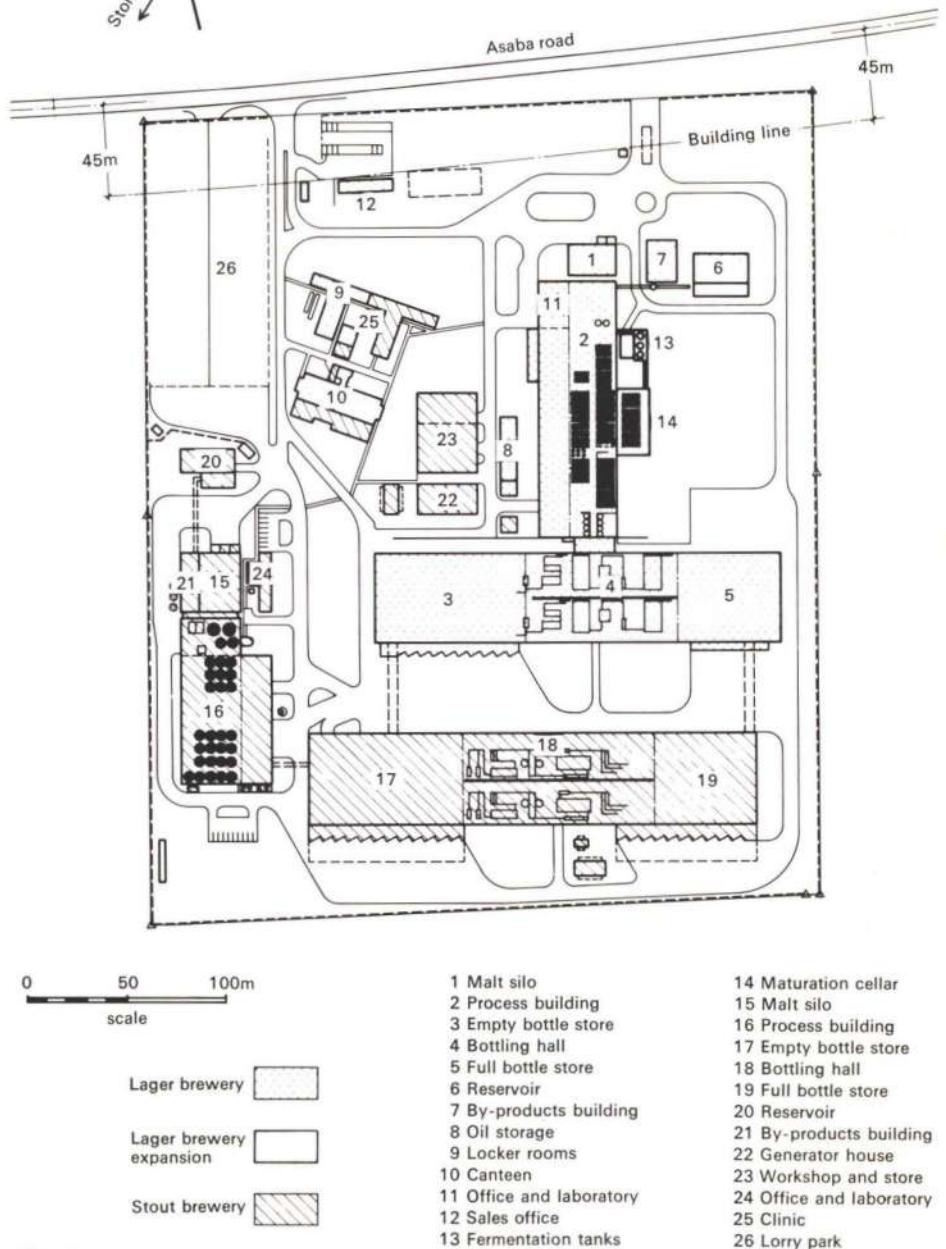 Asaba road
45m
45m
Building line
12
26
1
7
6
9
25
11
2
13
10
14
23
8
20
22
21
15
24
3
4
5
16
18
17
19
0 50 100m
scale
Lager brewery
Lager brewery
expansion
Stout brewery
1 Malt silo
2 Process building
3 Empty bottle store
4 Bottling hall
5 Full bottle store
6 Reservoir
7 By-products building
8 Oil storage
9 Locker rooms
10 Canteen
11 Office and laboratory
12 Sales office
13 Fermentation tanks
14 Maturation cellar
15 Malt silo
16 Process building
17 Empty bottle store
18 Bottling hall
19 Full bottle store
20 Reservoir
21 By-products building
22 Generator house
23 Workshop and store
24 Office and laboratory
25 Clinic
26 Lorry park